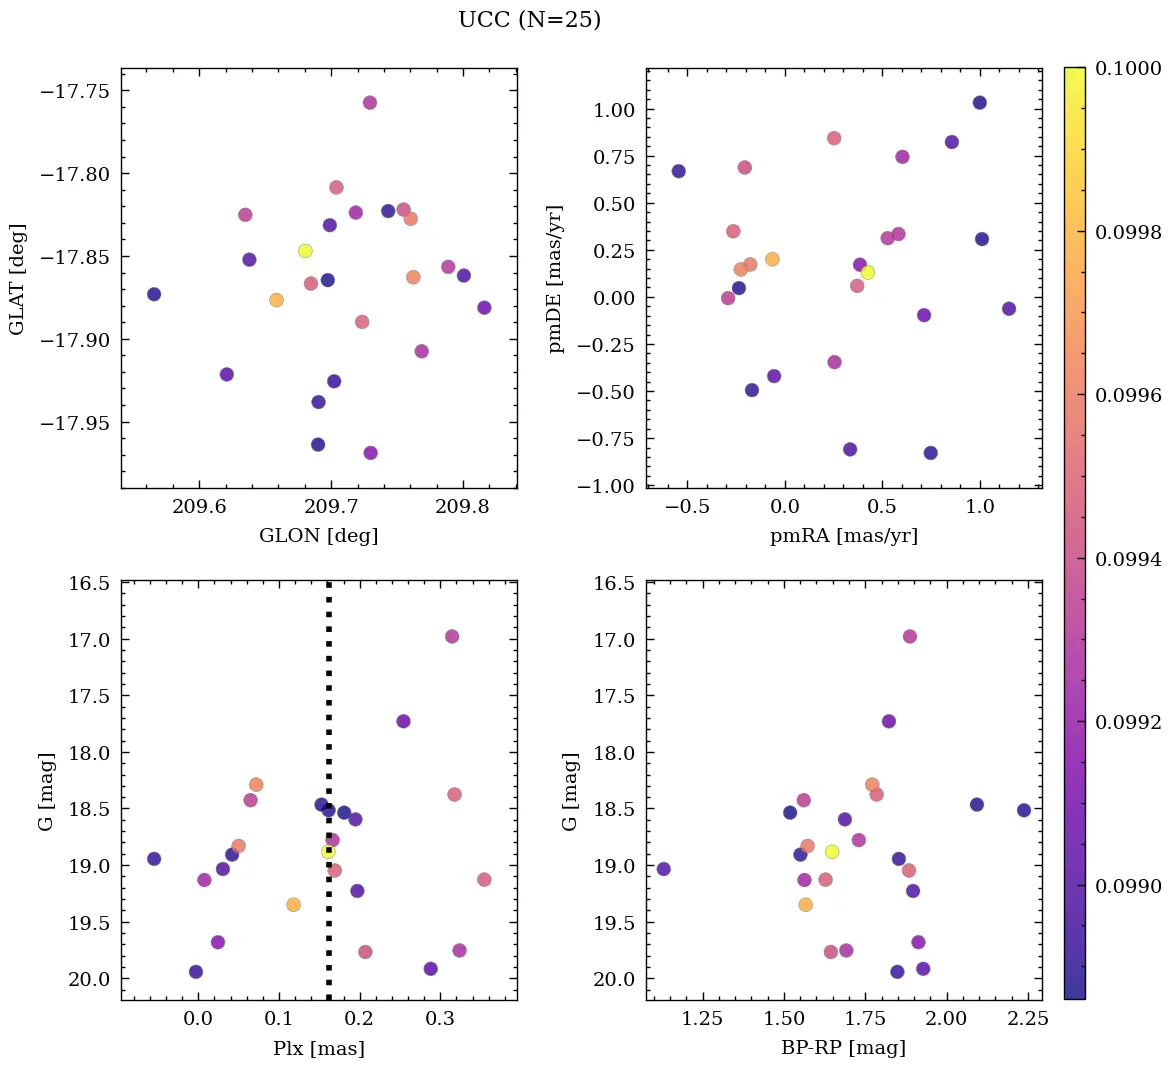 UCC (N=25)
−17.75
−17.80
−17.85
−17.90
−17.95
GLAT [deg]
209.6 209.7 209.8
GLON [deg]
1.00
0.75
0.50
0.25
0.00
−0.25
−0.50
−0.75
−1.00
pmDE [mas/yr]
−0.5 0.0 0.5 1.0
pmRA [mas/yr]
16.5
17.0
17.5
18.0
18.5
19.0
19.5
20.0
G [mag]
0.0 0.1 0.2 0.3
Plx [mas]
16.5
17.0
17.5
18.0
18.5
19.0
19.5
20.0
G [mag]
1.25 1.50 1.75 2.00 2.25
BP-RP [mag]
0.1000
0.0998
0.0996
0.0994
0.0992
0.0990